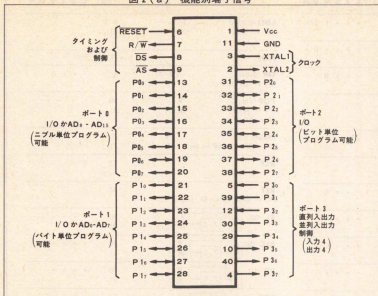 図1(a) 機能別端子信号
タイミング
および
制御
RESET 6
R/W 7
DS 8
AS 9
1 Vcc
11 GND
3 XTAL1
2 XTAL2
クロック
ポート0
I/OかAD8-AD15
(ニブル単位プログラム
可能)
P00 13
P01 14
P02 15
P03 16
P04 17
P05 18
P06 19
P07 20
31 P20
32 P21
33 P22
34 P23
35 P24
36 P25
37 P26
38 P27
ポート2
I/O
(ビット単位
プログラム可能)
ポート1
I/OかAD0-AD7
(バイト単位プログラム
可能)
P10 21
P11 22
P12 23
P13 24
P14 25
P15 26
P16 27
P17 28
5 P30
39 P31
12 P32
30 P33
29 P34
10 P35
40 P36
4 P37
ポート3
直列入出力
並列入出力
制御
(入力4
出力4)